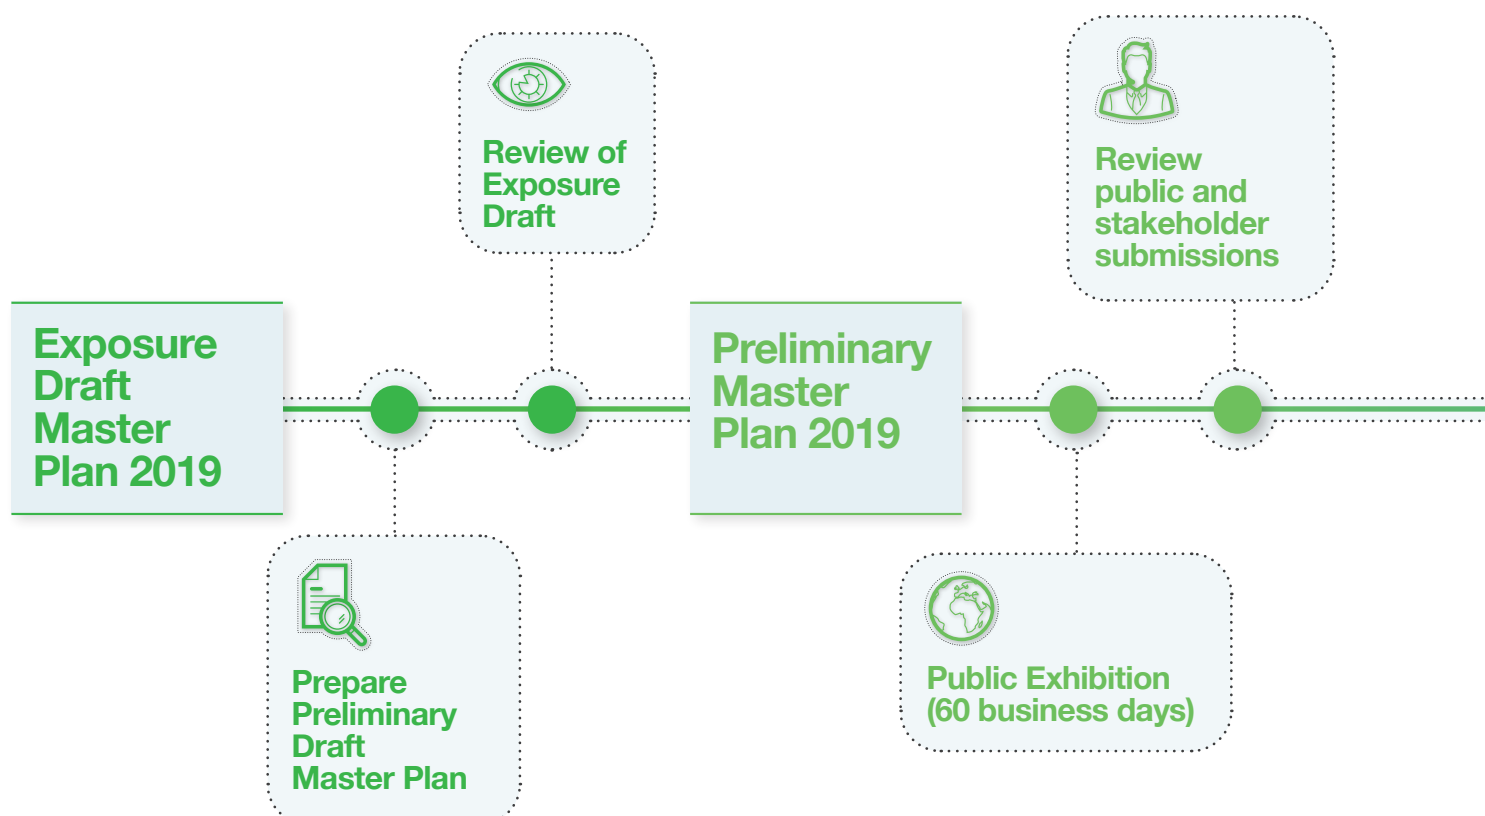 Exposure
Draft
Master
Plan 2019
Prepare
Preliminary
Draft
Master Plan
Review of
Exposure
Draft
Preliminary
Master
Plan 2019
Public Exhibition
(60 business days)
Review
public and
stakeholder
submissions